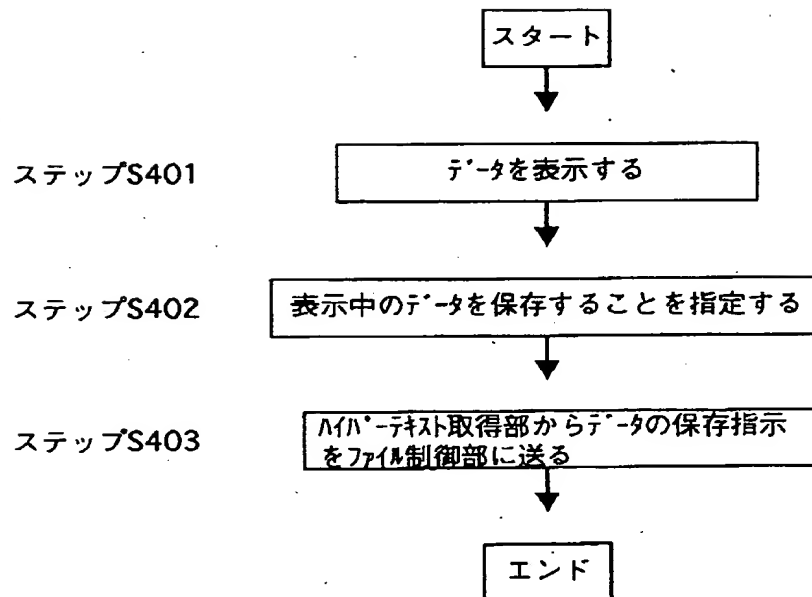 スタート
ステップS401
データを表示する
ステップS402
表示中のデータを保存することを指定する
ステップS403
ハイパーテキスト取得部からデータの保存指示
をファイル制御部に送る
エンド